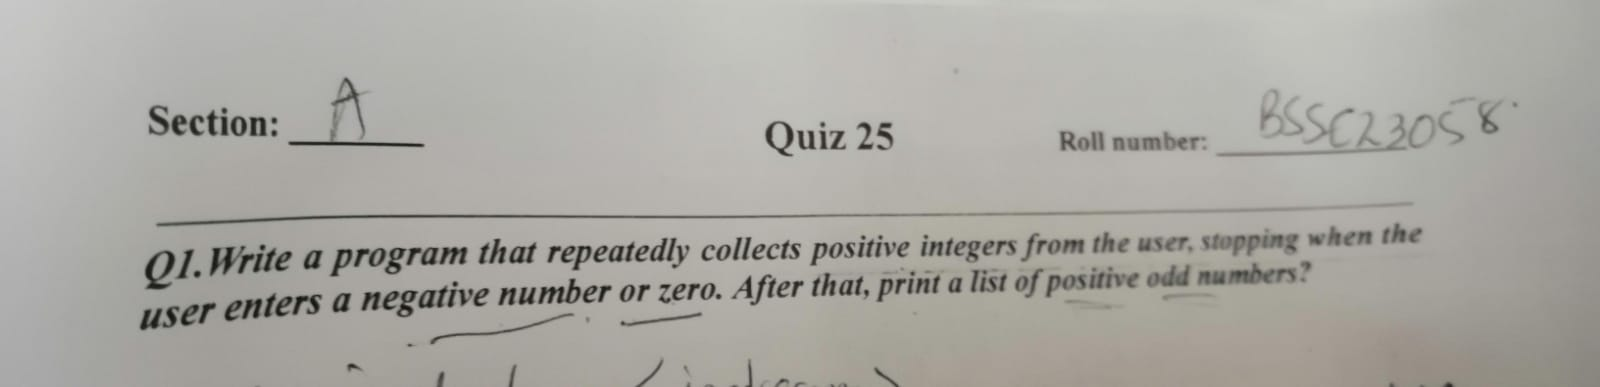 Section: A Quiz 25 Roll number: BSSC23058
Q1.Write a program that repeatedly collects positive integers from the user, stopping when the
user enters a negative number or zero. After that, print a list of positive odd numbers?